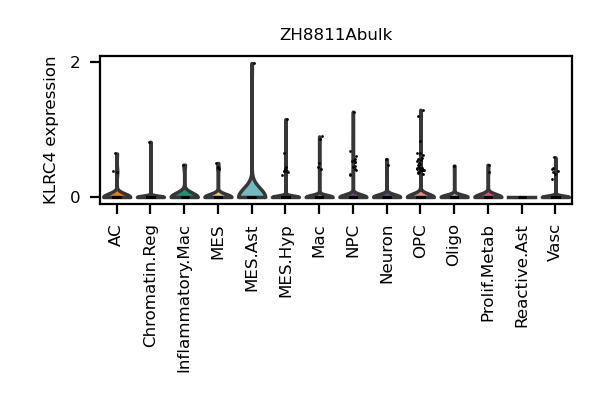 ZH8811Abulk
KLRC4 expression
2
0
AC
Chromatin.Reg
Inflammatory.Mac
MES
MES.Ast
MES.Hyp
Mac
NPC
Neuron
OPC
Oligo
Prolif.Metab
Reactive.Ast
Vasc